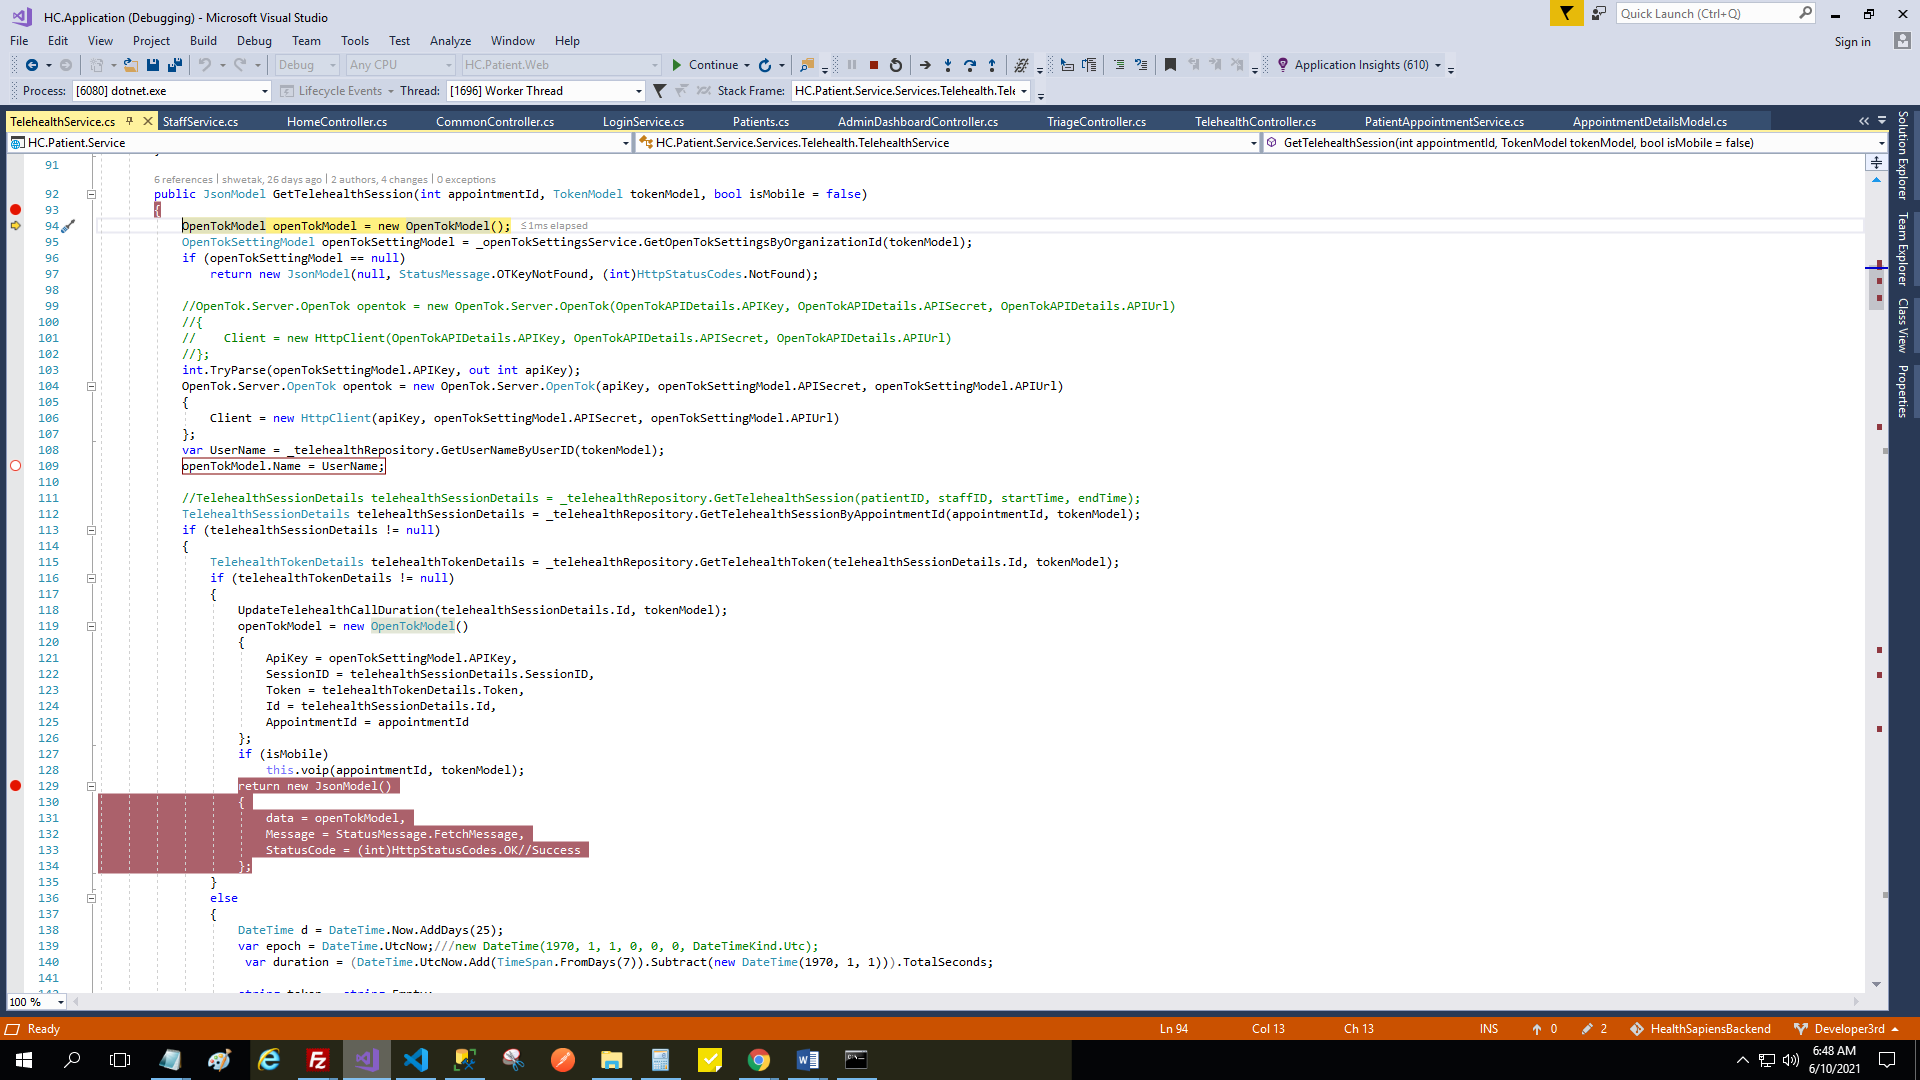 HC.Application (Debugging) - Microsoft Visual Studio
Quick Launch (Ctrl+Q)
File Edit View Project Build Debug Team Tools Test Analyze Window Help
Sign in
Debug Any CPU HC.Patient.Web Continue Application Insights (610)
Process: [6080] dotnet.exe Lifecycle Events Thread: [1696] Worker Thread Stack Frame: HC.Patient.Service.Services.Telehealth.Tele
TelehealthService.cs StaffService.cs HomeController.cs CommonController.cs LoginService.cs Patients.cs AdminDashboardController.cs TriageController.cs TelehealthController.cs PatientAppointmentService.cs AppointmentDetailsModel.cs
HC.Patient.Service HC.Patient.Service.Services.Telehealth.TelehealthService GetTelehealthSession(int appointmentId, TokenModel tokenModel, bool isMobile = false)
Solution Explorer
Team Explorer
Class View
Properties
91
6 references | shwetak, 26 days ago | 2 authors, 4 changes | 0 exceptions
92 public JsonModel GetTelehealthSession(int appointmentId, TokenModel tokenModel, bool isMobile = false)
93 {
94 OpenTokModel openTokModel = new OpenTokModel(); ≤1ms elapsed
95 OpenTokSettingModel openTokSettingModel = _openTokSettingsService.GetOpenTokSettingsByOrganizationId(tokenModel);
96 if (openTokSettingModel == null)
97 return new JsonModel(null, StatusMessage.OTKeyNotFound, (int)HttpStatusCodes.NotFound);
98
99 //OpenTok.Server.OpenTok opentok = new OpenTok.Server.OpenTok(OpenTokAPIDetails.APIKey, OpenTokAPIDetails.APISecret, OpenTokAPIDetails.APIUrl)
100 //{
101 // Client = new HttpClient(OpenTokAPIDetails.APIKey, OpenTokAPIDetails.APISecret, OpenTokAPIDetails.APIUrl)
102 //};
103 int.TryParse(openTokSettingModel.APIKey, out int apiKey);
104 OpenTok.Server.OpenTok opentok = new OpenTok.Server.OpenTok(apiKey, openTokSettingModel.APISecret, openTokSettingModel.APIUrl)
105 {
106 Client = new HttpClient(apiKey, openTokSettingModel.APISecret, openTokSettingModel.APIUrl)
107 };
108 var UserName = _telehealthRepository.GetUserNameByUserID(tokenModel);
109 openTokModel.Name = UserName;
110
111 //TelehealthSessionDetails telehealthSessionDetails = _telehealthRepository.GetTelehealthSession(patientID, staffID, startTime, endTime);
112 TelehealthSessionDetails telehealthSessionDetails = _telehealthRepository.GetTelehealthSessionByAppointmentId(appointmentId, tokenModel);
113 if (telehealthSessionDetails != null)
114 {
115 TelehealthTokenDetails telehealthTokenDetails = _telehealthRepository.GetTelehealthToken(telehealthSessionDetails.Id, tokenModel);
116 if (telehealthTokenDetails != null)
117 {
118 UpdateTelehealthCallDuration(telehealthSessionDetails.Id, tokenModel);
119 openTokModel = new OpenTokModel()
120 {
121 ApiKey = openTokSettingModel.APIKey,
122 SessionID = telehealthSessionDetails.SessionID,
123 Token = telehealthTokenDetails.Token,
124 Id = telehealthSessionDetails.Id,
125 AppointmentId = appointmentId
126 };
127 if (isMobile)
128 this.voip(appointmentId, tokenModel);
129 return new JsonModel()
130 {
131 data = openTokModel,
132 Message = StatusMessage.FetchMessage,
133 StatusCode = (int)HttpStatusCodes.OK//Success
134 };
135 }
136 else
137 {
138 DateTime d = DateTime.Now.AddDays(25);
139 var epoch = DateTime.UtcNow;///new DateTime(1970, 1, 1, 0, 0, 0, DateTimeKind.Utc);
140 var duration = (DateTime.UtcNow.Add(TimeSpan.FromDays(7)).Subtract(new DateTime(1970, 1, 1))).TotalSeconds;
141
100 %
Ready Ln 94 Col 13 Ch 13 INS 0 2 HealthSapiensBackend Developer3rd
6:48 AM
6/10/2021